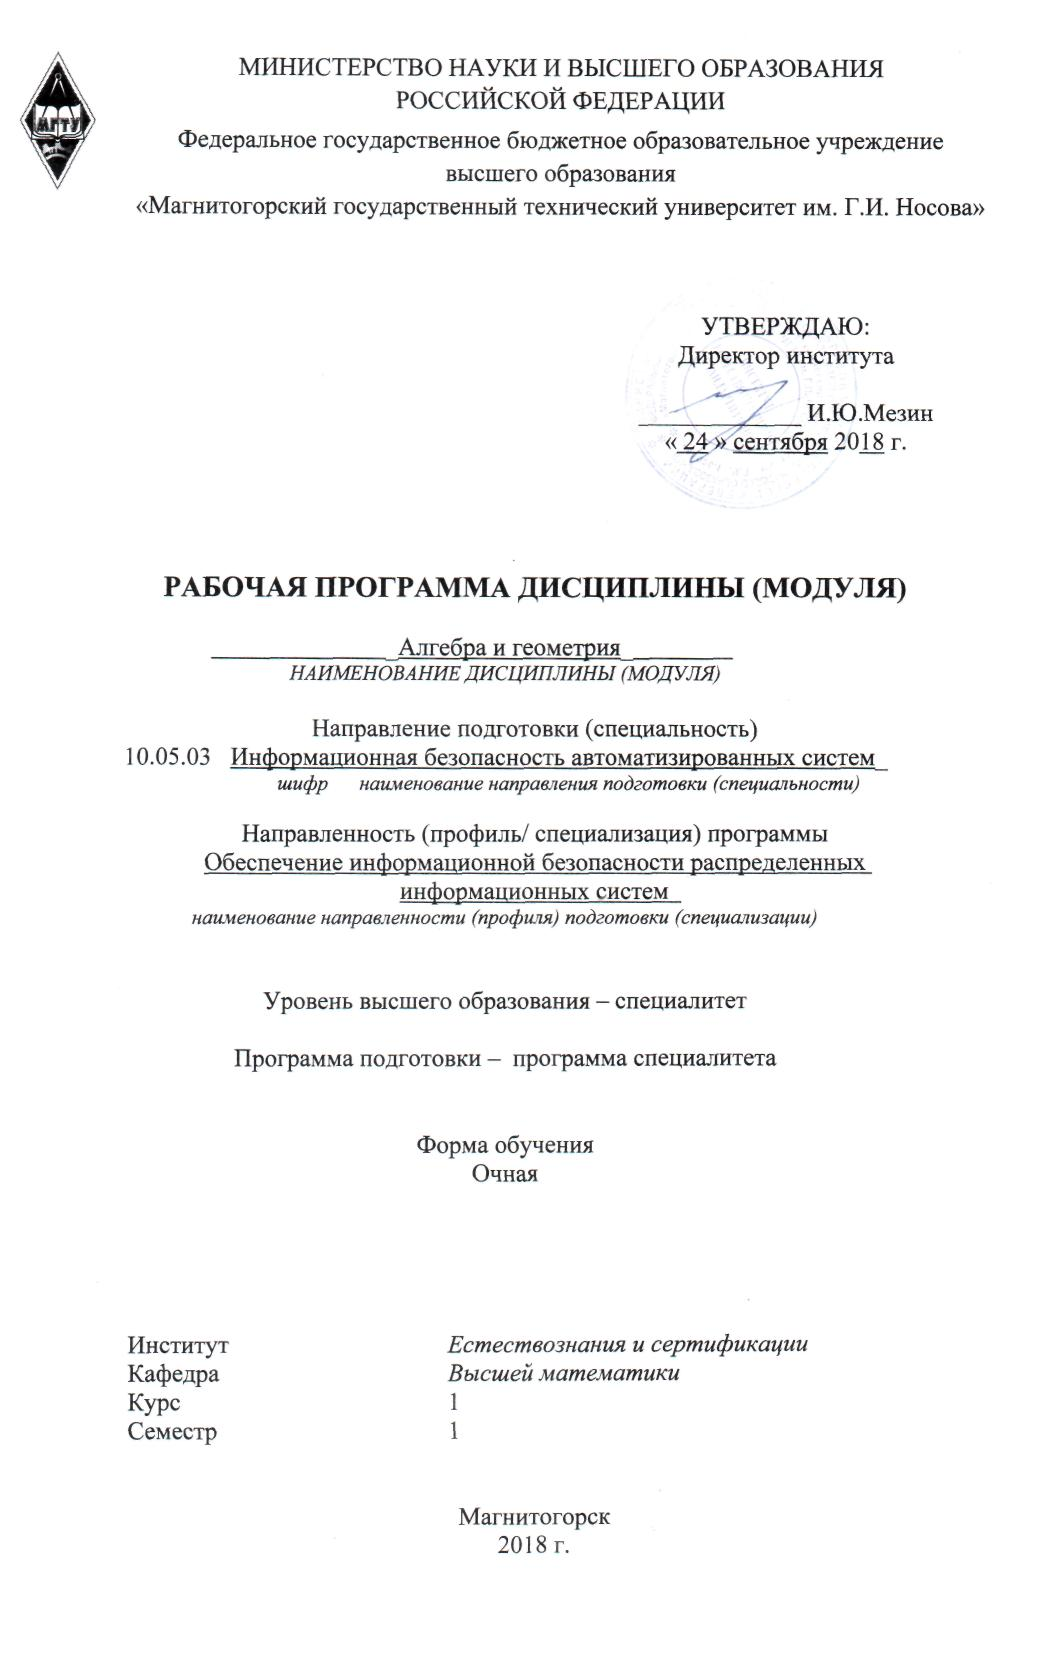 МГТУ
МИНИСТЕРСТВО НАУКИ И ВЫСШЕГО ОБРАЗОВАНИЯ
РОССИЙСКОЙ ФЕДЕРАЦИИ
Федеральное государственное бюджетное образовательное учреждение
высшего образования
«Магнитогорский государственный технический университет им. Г.И. Носова»
УТВЕРЖДАЮ:
Директор института
И.Ю.Мезин
« 24 » сентября 2018 г.
РАБОЧАЯ ПРОГРАММА ДИСЦИПЛИНЫ (МОДУЛЯ)
Алгебра и геометрия
НАИМЕНОВАНИЕ ДИСЦИПЛИНЫ (МОДУЛЯ)
Направление подготовки (специальность)
10.05.03 Информационная безопасность автоматизированных систем
шифр наименование направления подготовки (специальности)
Направленность (профиль/ специализация) программы
Обеспечение информационной безопасности распределенных
информационных систем
наименование направленности (профиля) подготовки (специализации)
Уровень высшего образования – специалитет
Программа подготовки – программа специалитета
Форма обучения
Очная
Институт Естествознания и сертификации
Кафедра Высшей математики
Курс 1
Семестр 1
Магнитогорск
2018 г.